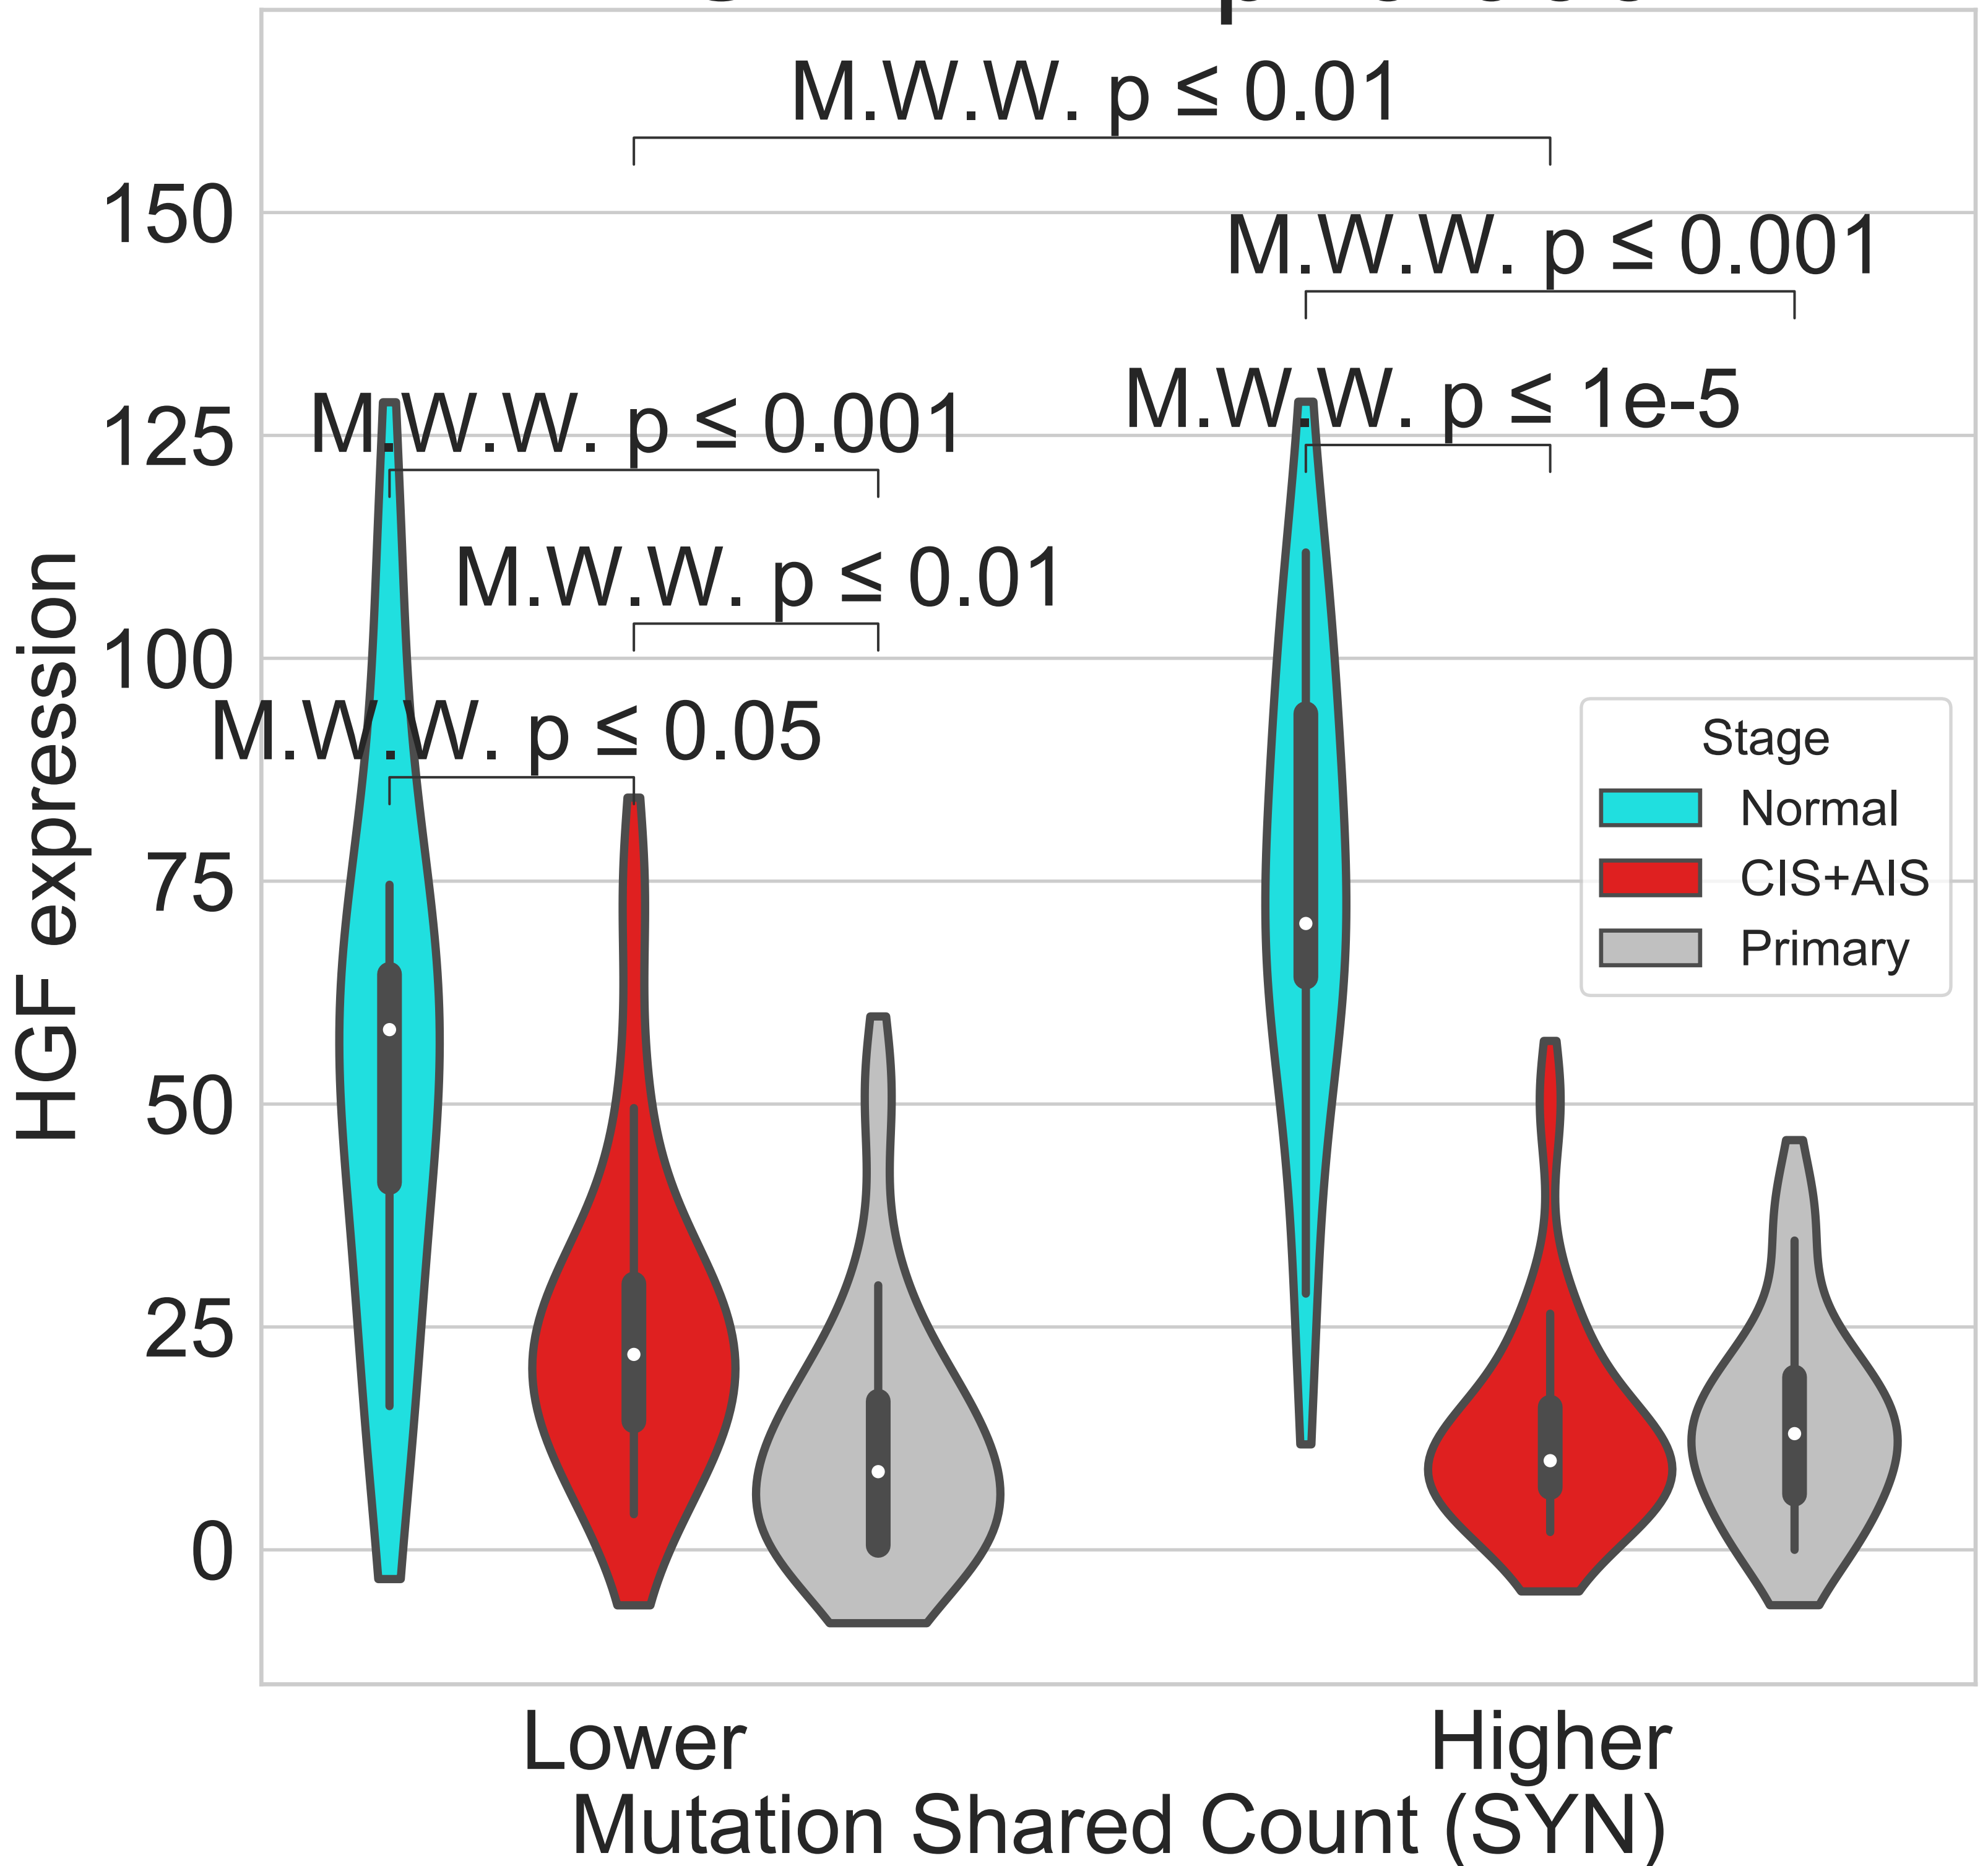 M.W.W. p ≤ 0.01
150
M.W.W. p ≤ 0.001
M.W.W. p ≤ 1e-5
M.W.W. p ≤ 0.001
125
M.W.W. p ≤ 0.01
100
M.W.W. p ≤ 0.05
HGF expression
Stage
Normal
CIS+AIS
Primary
75
50
25
0
Lower
Higher
Mutation Shared Count (SYN)